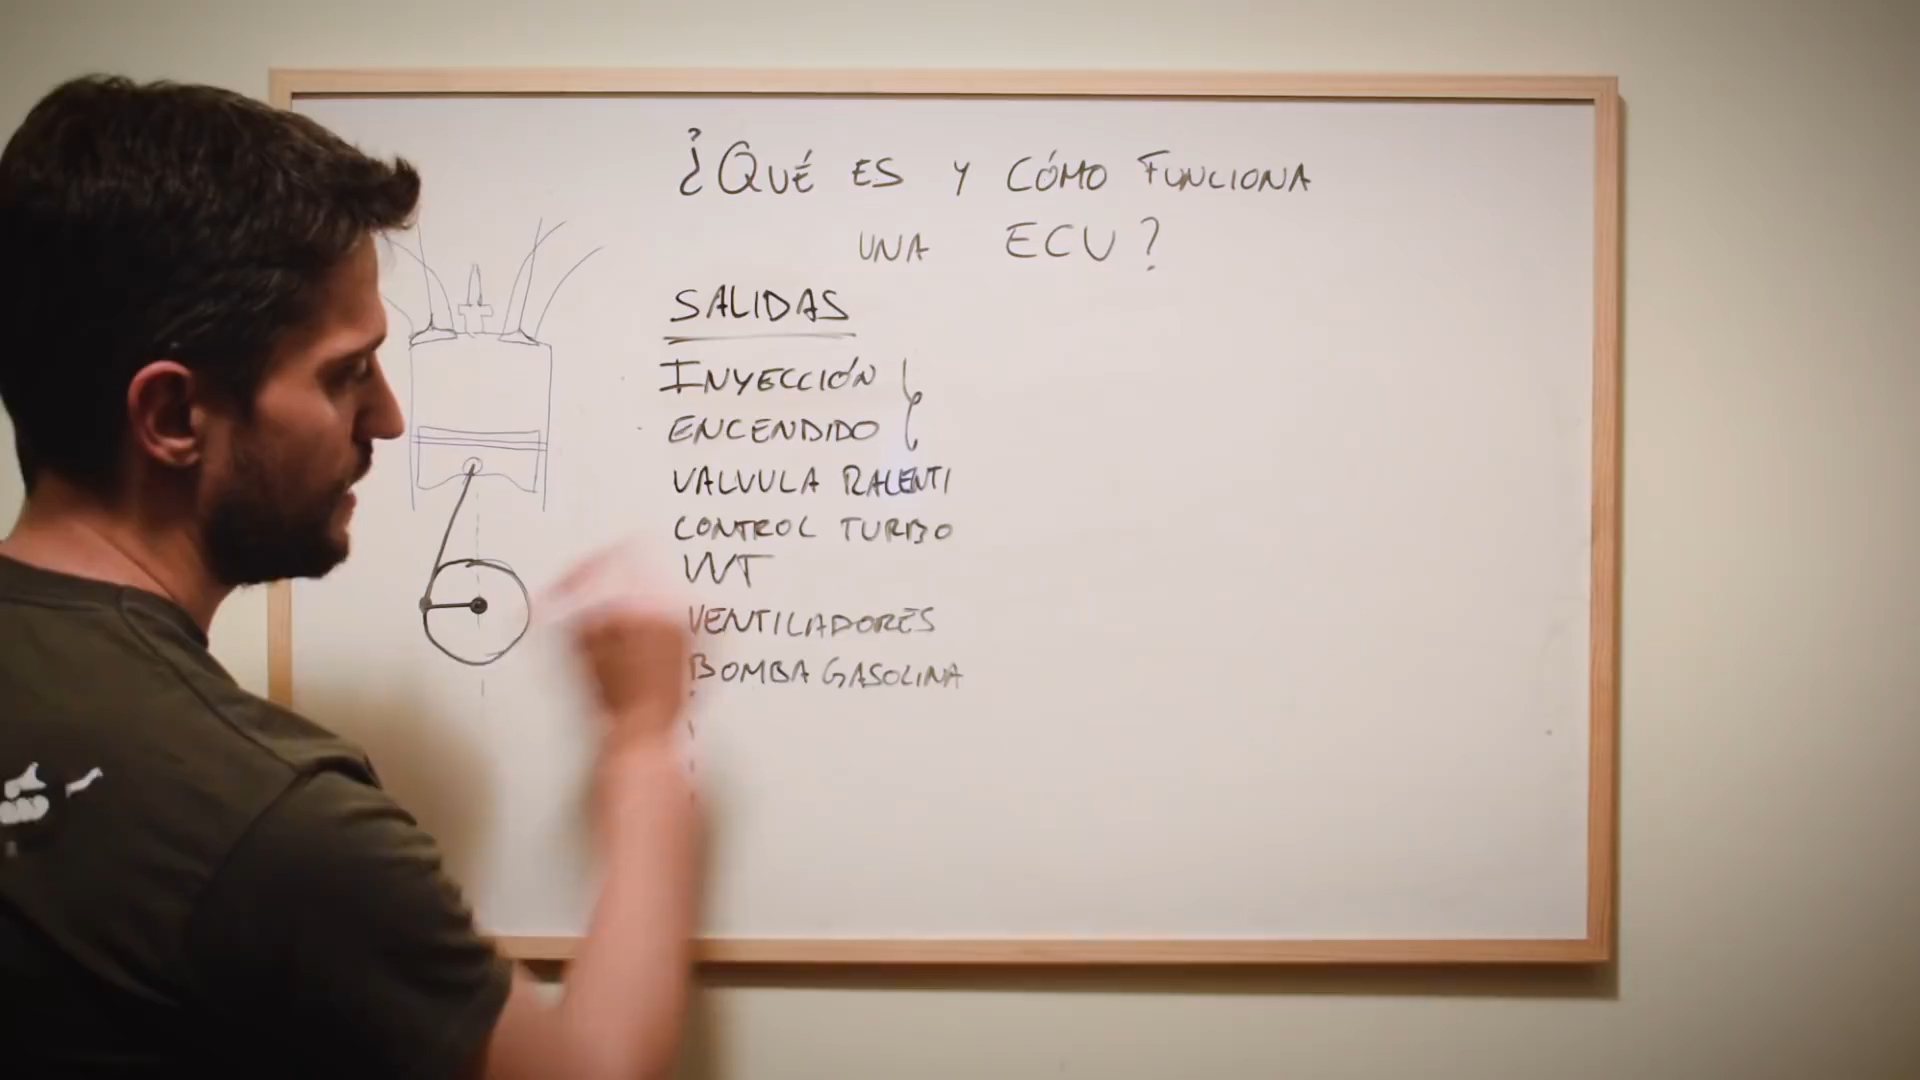 ¿QUÉ ES Y CÓMO FUNCIONA
UNA ECU?
SALIDAS
INYECCIÓN
ENCENDIDO
VALVULA RALENTI
CONTROL TURBO
VVT
VENTILADORES
BOMBA GASOLINA